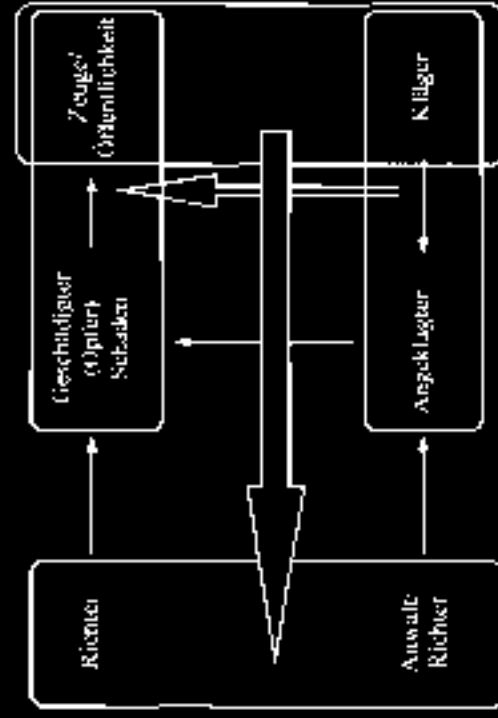 Zeuge/
Öffentlichkeit
Geschädigter
(Opfer)
Schaden
Richter
Kläger
Angeklagter
Anwalt
Richter